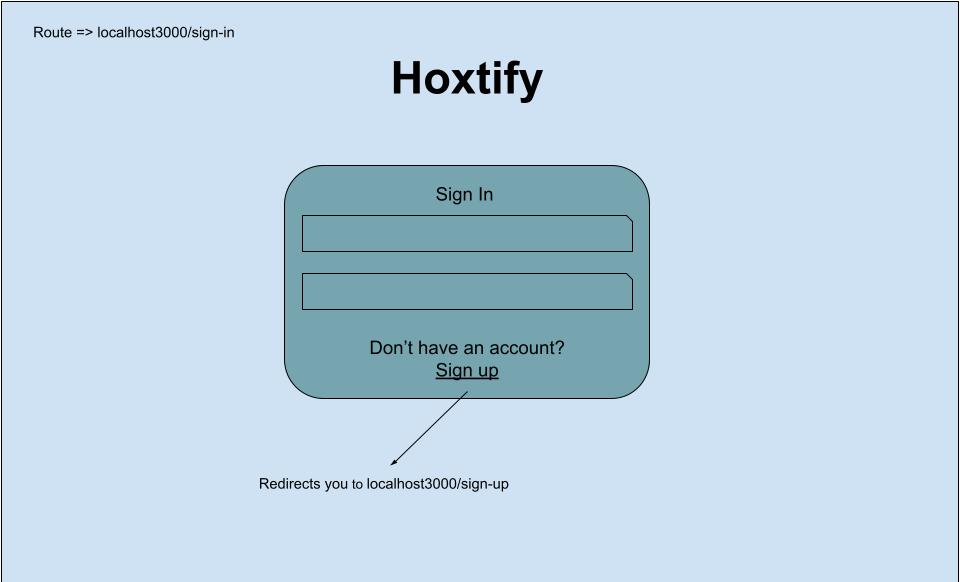 Route => localhost3000/sign-in
Hoxtify
Sign In
Don't have an account?
Sign up
Redirects you to localhost3000/sign-up